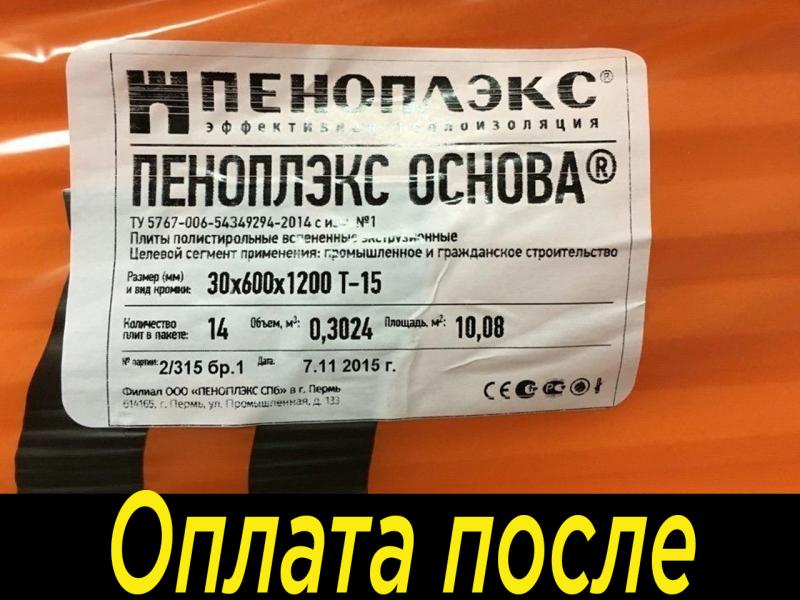 ПЕНОПЛЭКС®
ЭФФЕКТИВНАЯ ТЕПЛОИЗОЛЯЦИЯ
ПЕНОПЛЭКС ОСНОВА®
ТУ 5767-006-54349294-2014 с №1
Плиты полистирольные вспененные экструзионные
Целевой сегмент применения: промышленное и гражданское строительство
Размер (мм)
и вид кромки: 30х600х1200 Т-15
Количество
плит в пакете: 14 Объем, м³: 0,3024 Площадь, м²: 10,08
№ партии: 2/315 бр.1 Дата: 7.11 2015 г.
Филиал ООО «ПЕНОПЛЭКС СПб» в г. Пермь
614165, г. Пермь, ул. Промышленная, д. 133
Оплата после